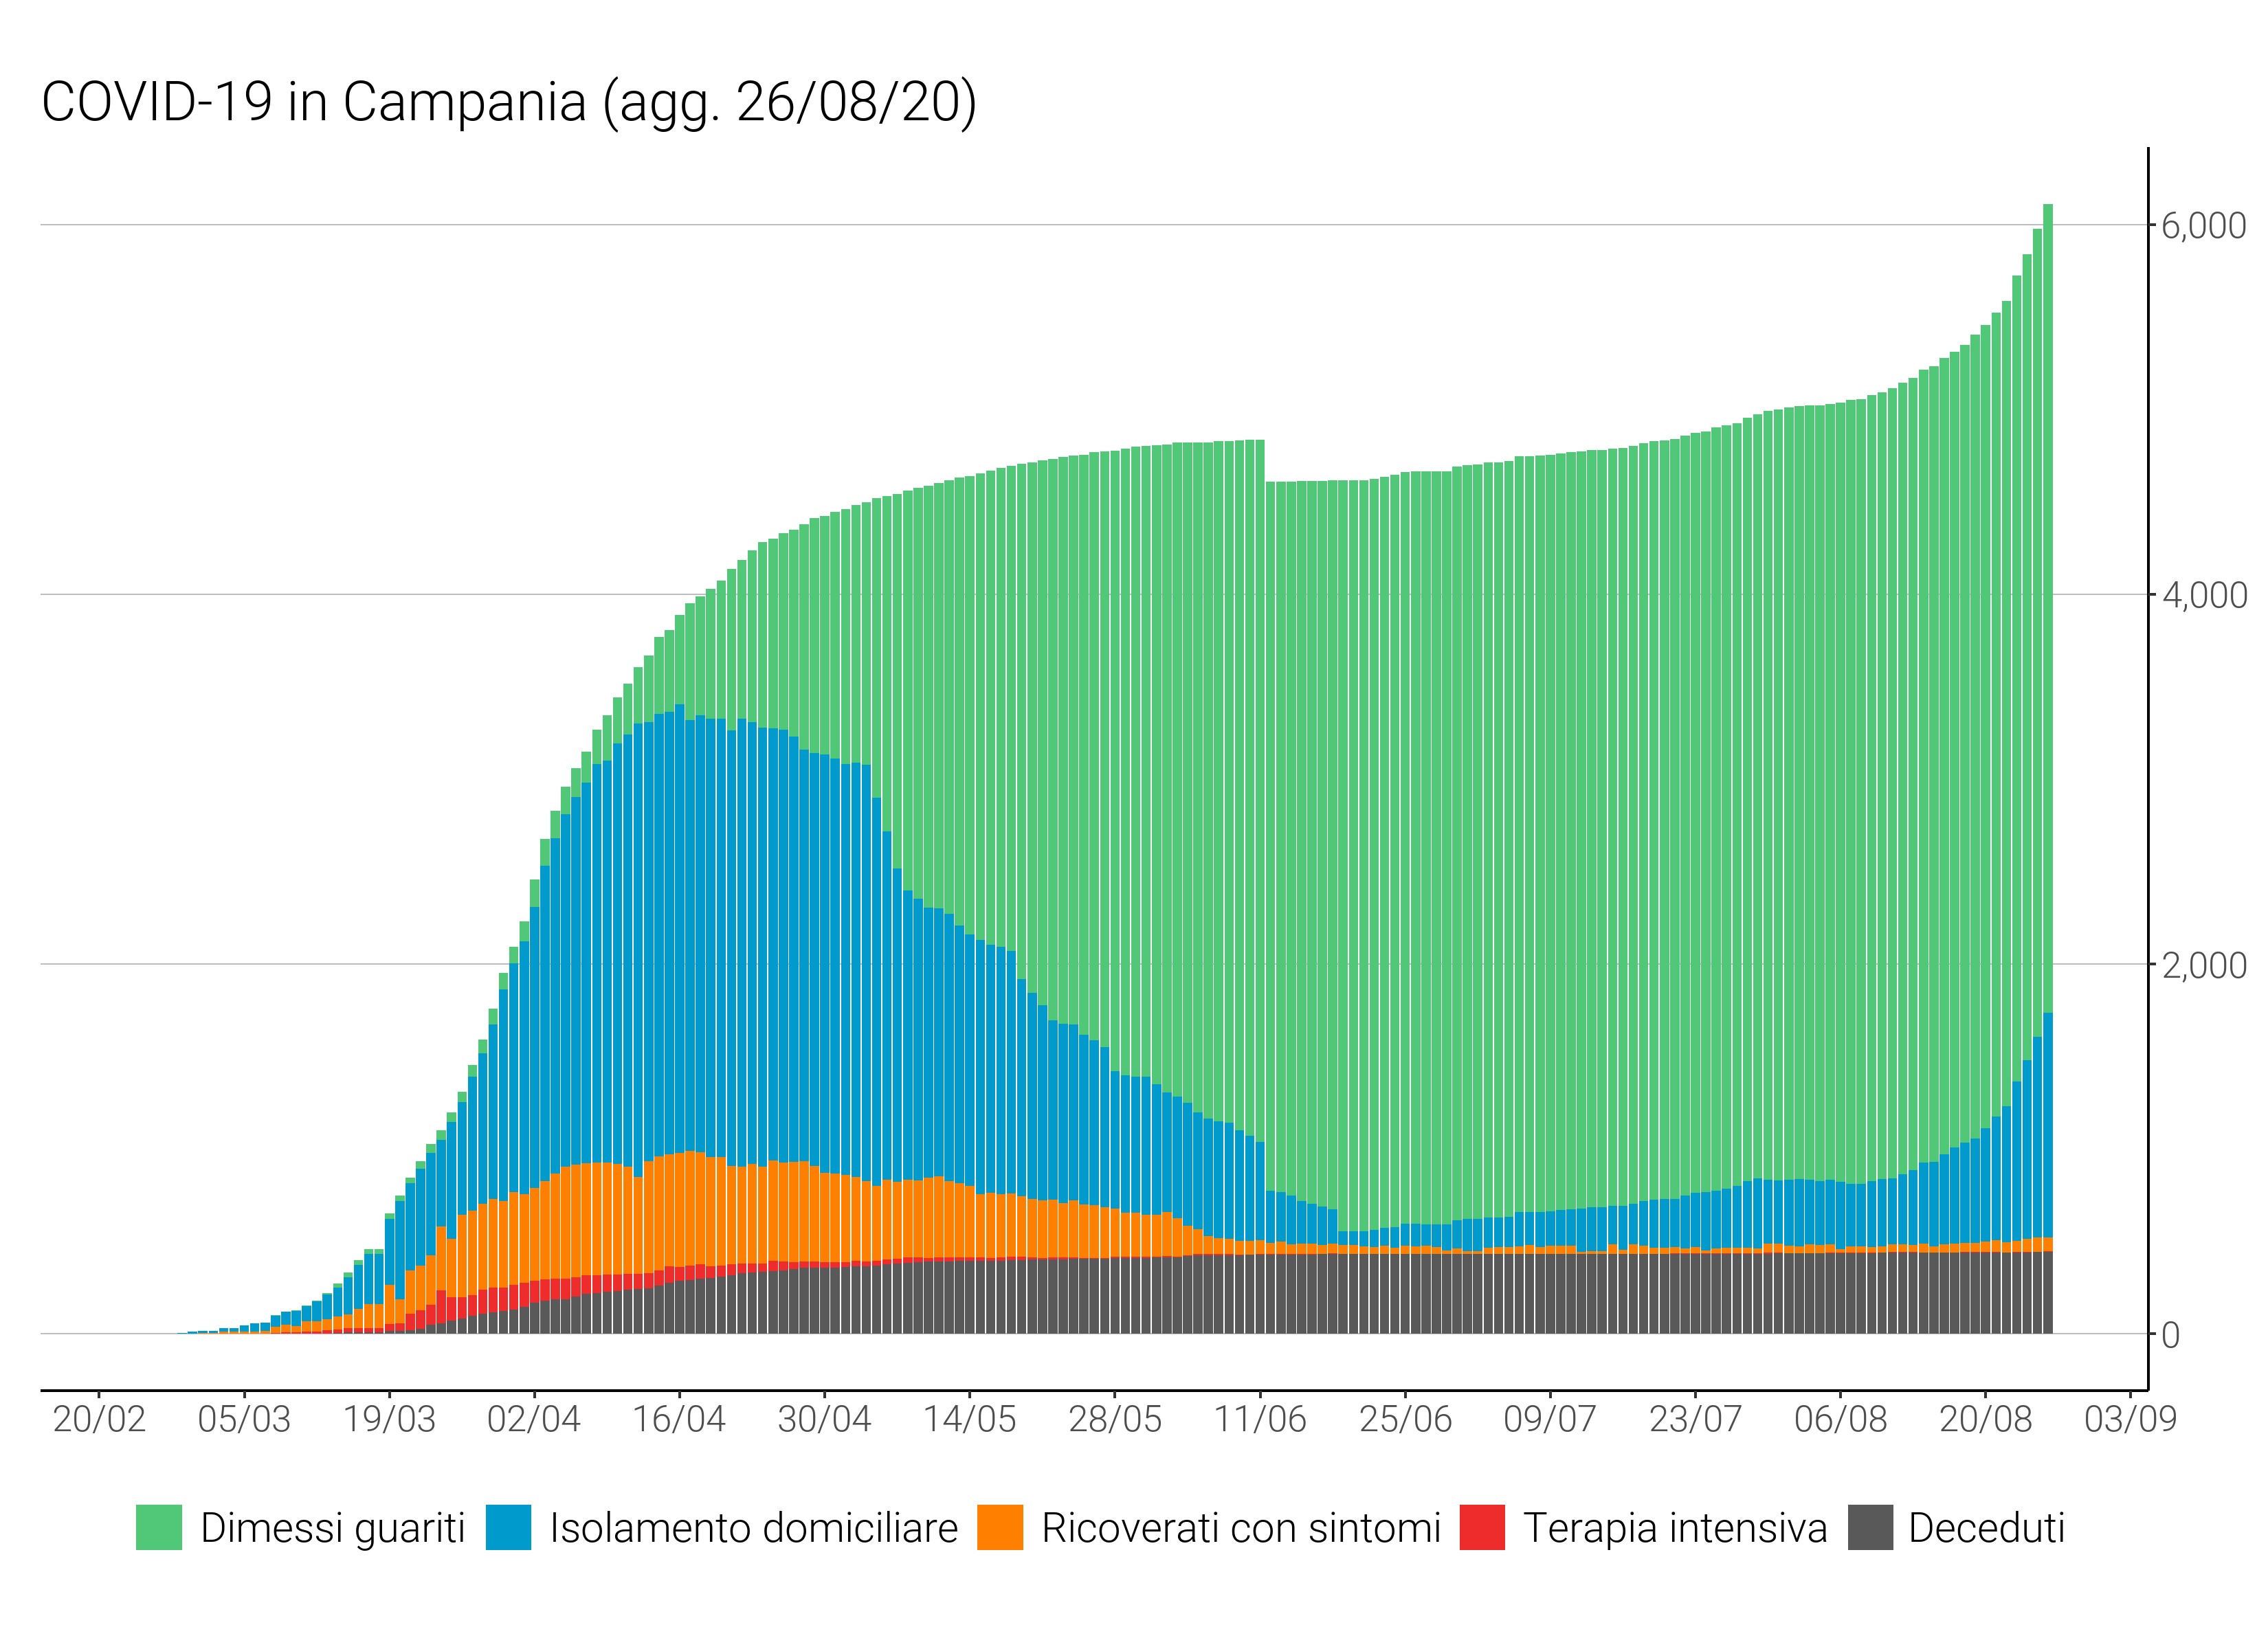 COVID-19 in Campania (agg. 26/08/20)
6,000
4,000
2,000
0
20/02 05/03 19/03 02/04 16/04 30/04 14/05 28/05 11/06 25/06 09/07 23/07 06/08 20/08 03/09
Dimessi guariti Isolamento domiciliare Ricoverati con sintomi Terapia intensiva Deceduti